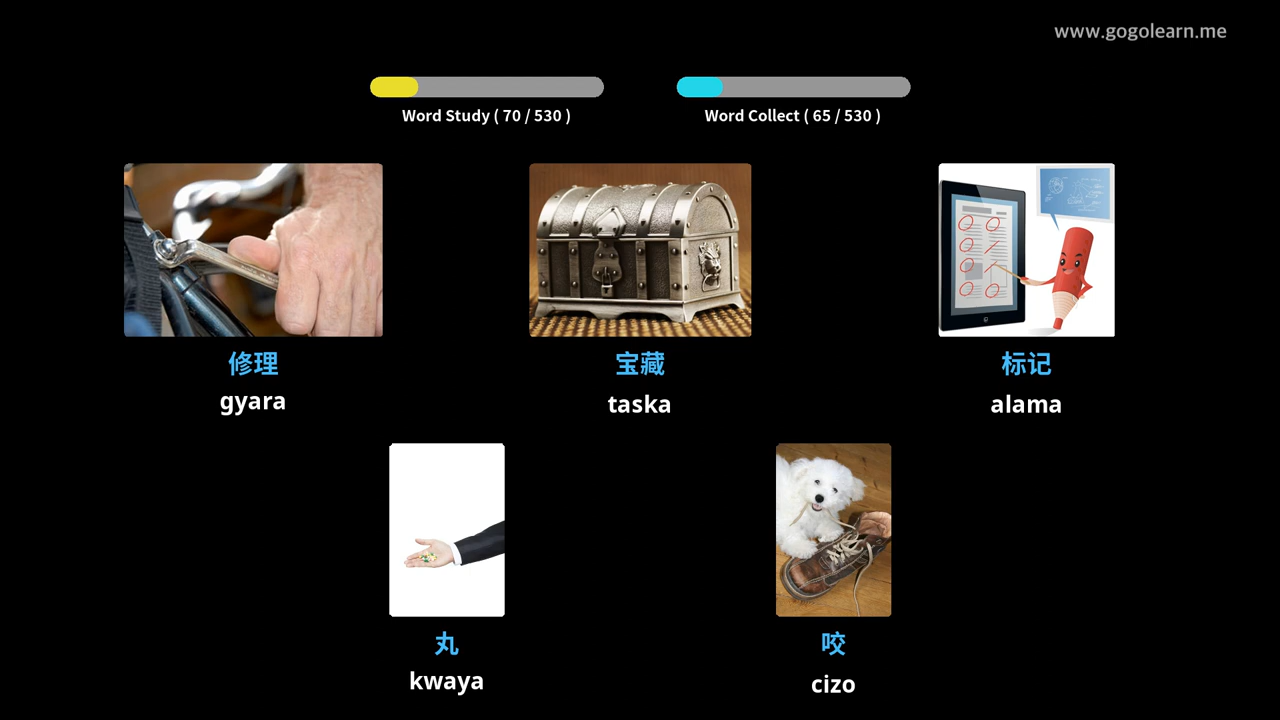 www.gogolearn.me
Word Study ( 70 / 530 )
Word Collect ( 65 / 530 )
修理
gyara
宝藏
taska
标记
alama
丸
kwaya
咬
cizo